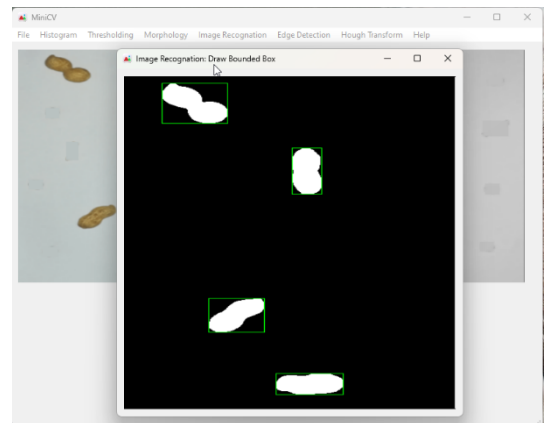 MiniCV
File Histogram Thresholding Morphology Image Recognation Edge Detection Hough Transform Help
Image Recognation: Draw Bounded Box